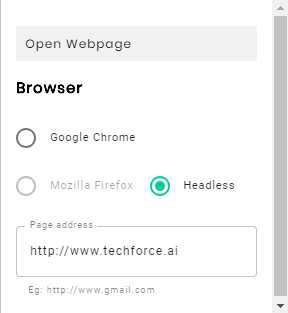 Open Webpage
Browser
Google Chrome
Mozilla Firefox Headless
Page address
http://www.techforce.ai
Eg: http://www.gmail.com